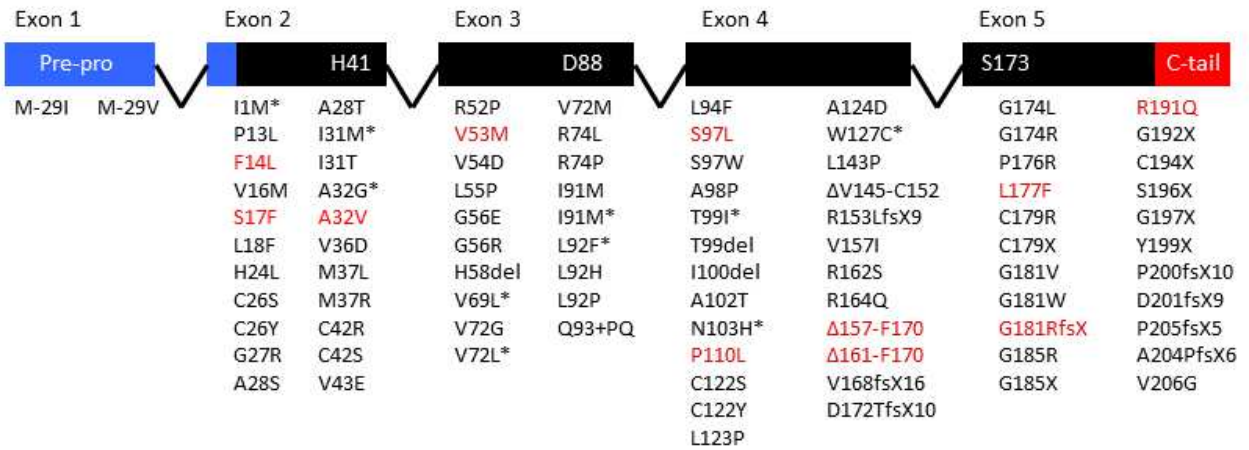 Exon 1 Exon 2 Exon 3 Exon 4 Exon 5
Pre-pro H41 D88 S173 C-tail
M-29I M-29V I1M* A28T R52P V72M L94F A124D G174L R191Q
P13L I31M* V53M R74L S97L W127C* G174R G192X
F14L I31T V54D R74P S97W L143P P176R C194X
V16M A32G* L55P I91M A98P ΔV145-C152 L177F S196X
S17F A32V G56E I91M* T99I* R153LfsX9 C179R G197X
L18F V36D G56R L92F* T99del V157I C179X Y199X
H24L M37L H58del L92H I100del R162S G181V P200fsX10
C26S M37R V69L* L92P A102T R164Q G181W D201fsX9
C26Y C42R V72G Q93+PQ N103H* Δ157-F170 G181RfsX P205fsX5
G27R C42S V72L* P110L Δ161-F170 G185R A204PfsX6
A28S V43E C122S V168fsX16 G185X V206G
C122Y D172TfsX10
L123P